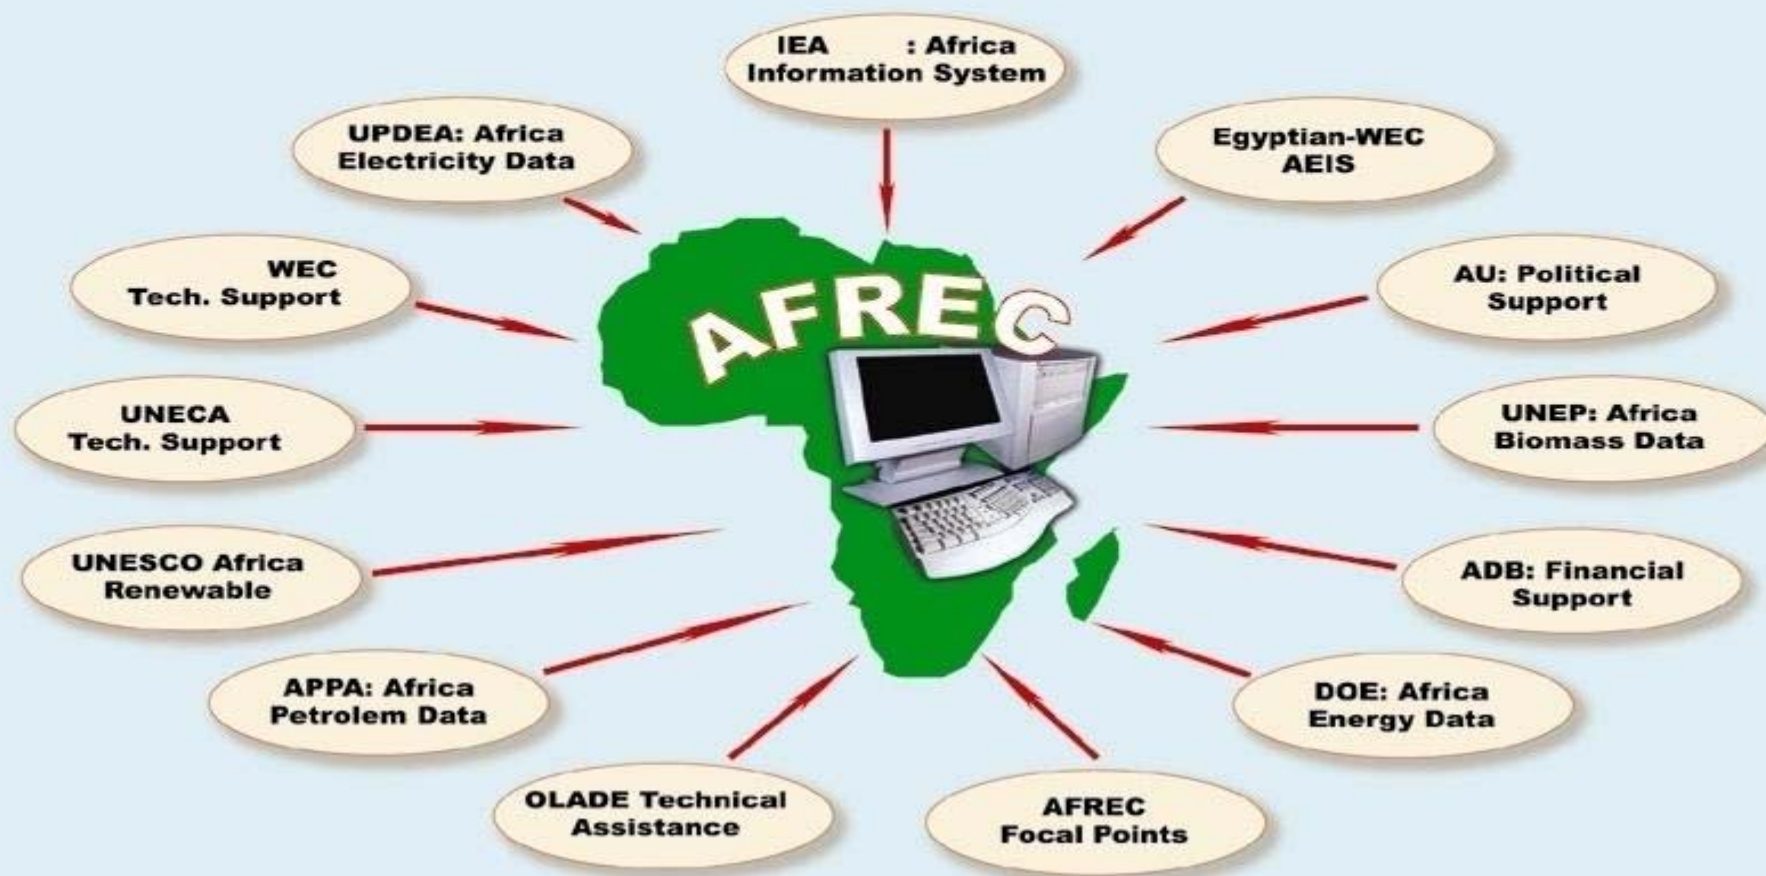 IEA : Africa
Information System
UPDEA: Africa
Electricity Data
Egyptian-WEC
AEIS
WEC
Tech. Support
AU: Political
Support
AFREC
UNECA
Tech. Support
UNEP: Africa
Biomass Data
UNESCO Africa
Renewable
ADB: Financial
Support
APPA: Africa
Petrolem Data
DOE: Africa
Energy Data
OLADE Technical
Assistance
AFREC
Focal Points